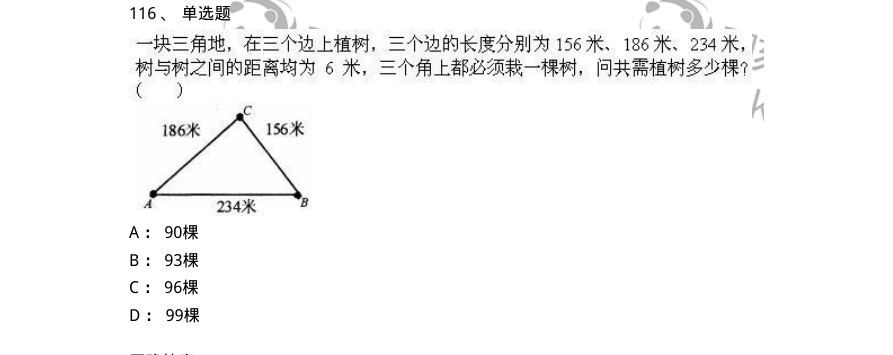 116、 单选题
一块三角地，在三个边上植树，三个边的长度分别为 156 米、186 米、234 米，
树与树之间的距离均为 6 米，三个角上都必须栽一棵树，问共需植树多少棵？
（ ）
C
186米
156米
A
B
234米
A： 90棵
B： 93棵
C： 96棵
D： 99棵